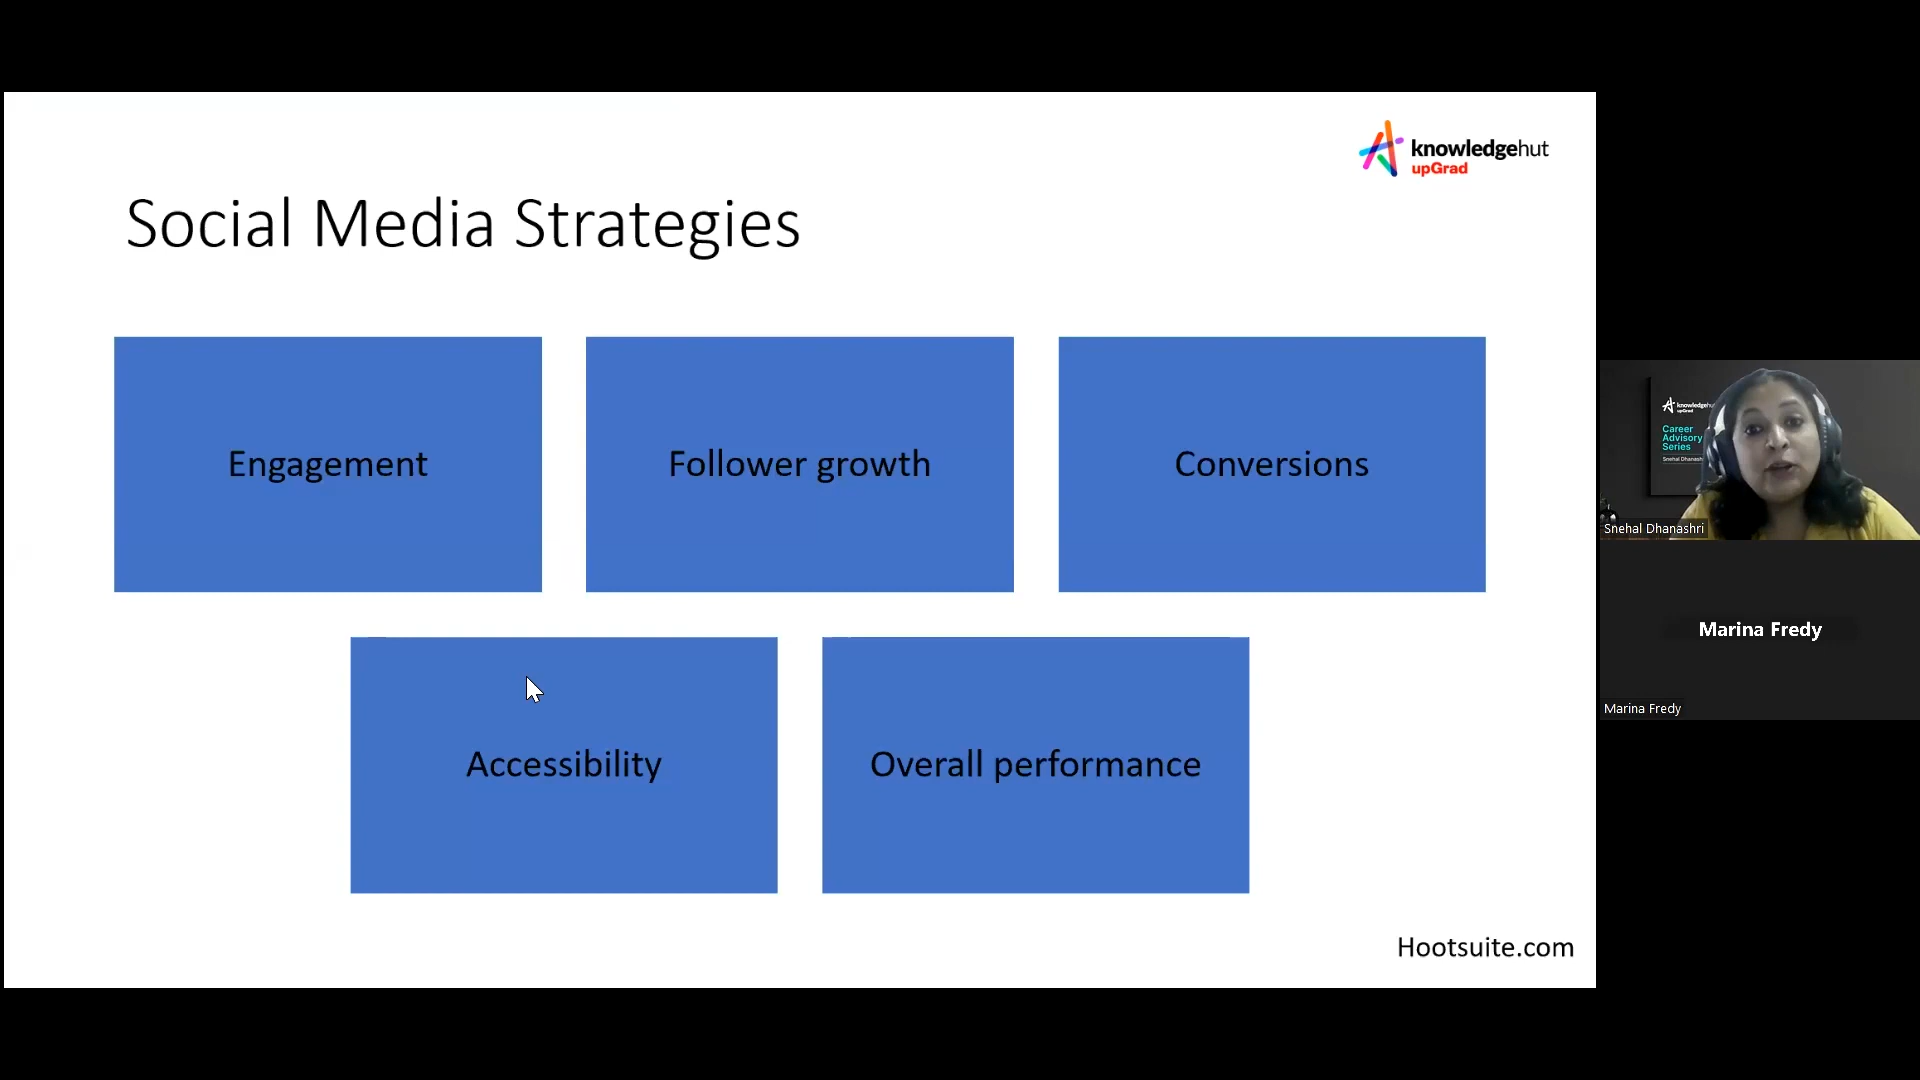 knowledgehut
upGrad
Social Media Strategies
Engagement
Follower growth
Conversions
Accessibility
Overall performance
Hootsuite.com
upGrad
Career
Advisory
Series
Snehal Dhanashri
Marina Fredy
Marina Fredy